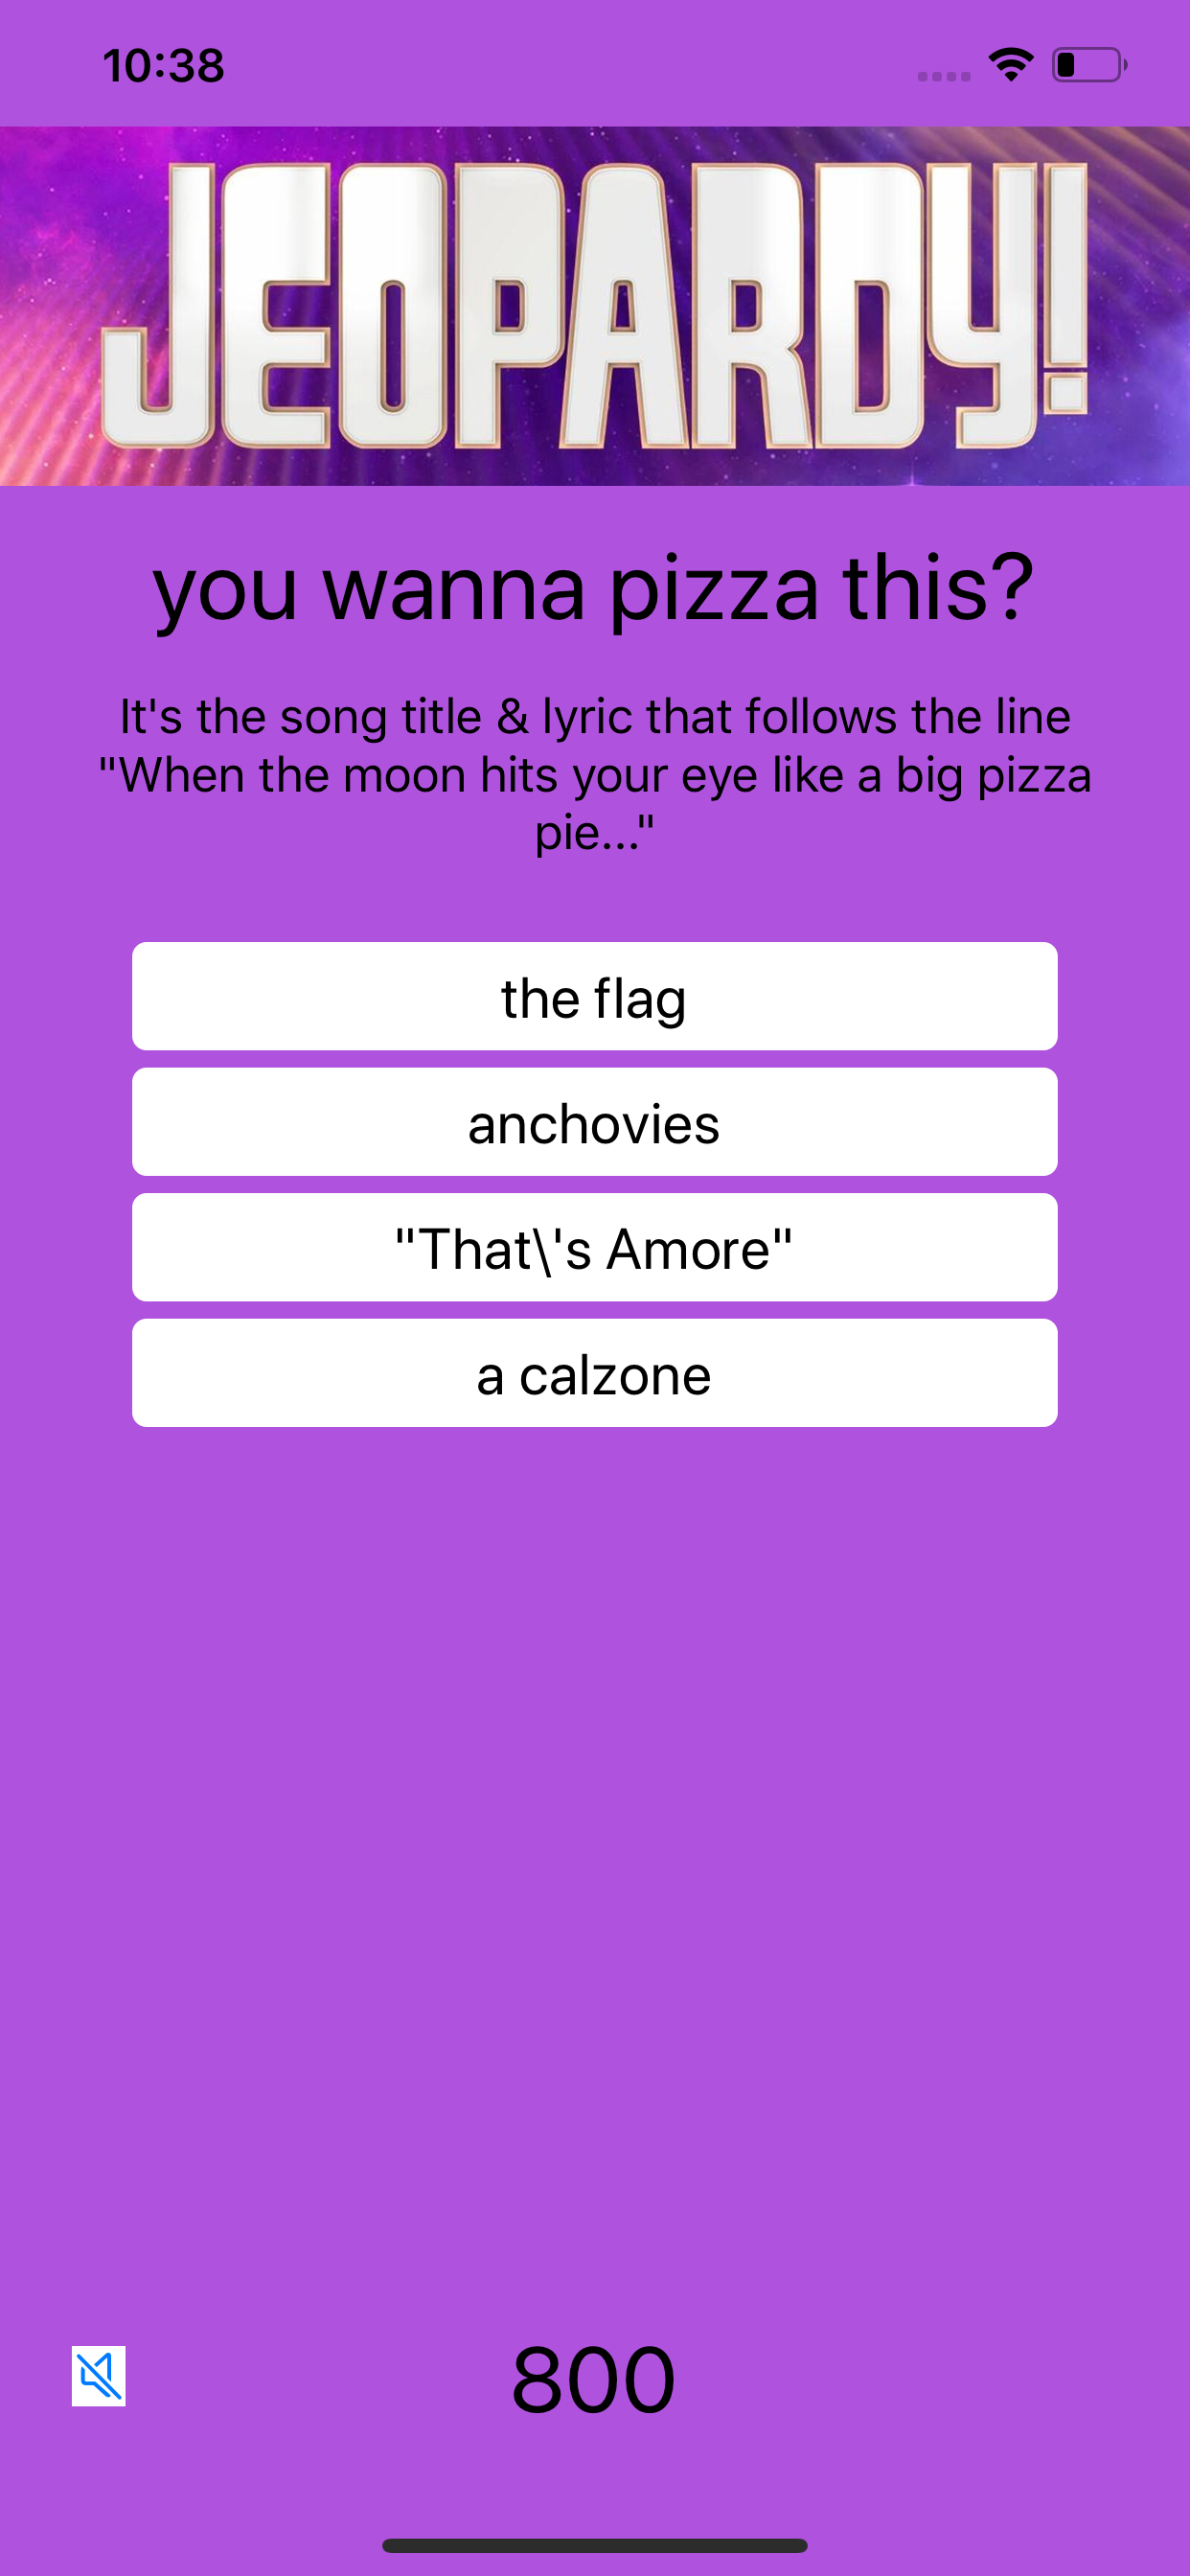 10:38
JEOPARDY!
you wanna pizza this?
It's the song title & lyric that follows the line
"When the moon hits your eye like a big pizza
pie..."
the flag
anchovies
"That\'s Amore"
a calzone
800